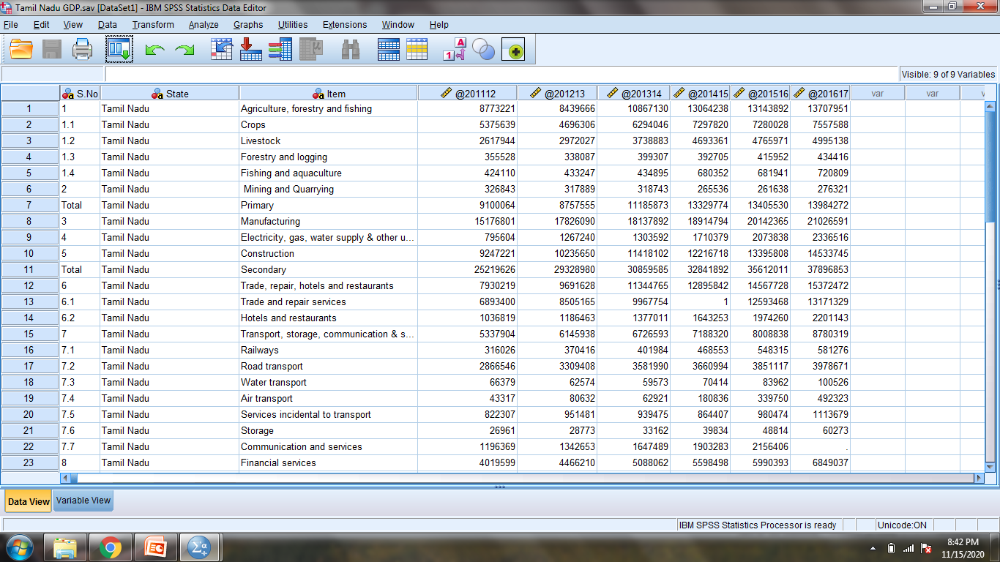 Tamil Nadu GDP.sav [DataSet1] - IBM SPSS Statistics Data Editor
File Edit View Data Transform Analyze Graphs Utilities Extensions Window Help
Visible: 9 of 9 Variables
S.No State Item @201112 @201213 @201314 @201415 @201516 @201617 var var v
1 1 Tamil Nadu Agriculture, forestry and fishing 8773221 8439666 10867130 13064238 13143892 13707951
2 1.1 Tamil Nadu Crops 5375639 4696306 6294046 7297820 7280028 7557588
3 1.2 Tamil Nadu Livestock 2617944 2972027 3738883 4693361 4765971 4995138
4 1.3 Tamil Nadu Forestry and logging 355528 338087 399307 392705 415952 434416
5 1.4 Tamil Nadu Fishing and aquaculture 424110 433247 434895 680352 681941 720809
6 2 Tamil Nadu Mining and Quarrying 326843 317889 318743 265536 261638 276321
7 Total Tamil Nadu Primary 9100064 8757555 11185873 13329774 13405530 13984272
8 3 Tamil Nadu Manufacturing 15176801 17826090 18137892 18914794 20142365 21026591
9 4 Tamil Nadu Electricity, gas, water supply & other u... 795604 1267240 1303592 1710379 2073838 2336516
10 5 Tamil Nadu Construction 9247221 10235650 11418102 12216718 13395808 14533745
11 Total Tamil Nadu Secondary 25219626 29328980 30859585 32841892 35612011 37896853
12 6 Tamil Nadu Trade, repair, hotels and restaurants 7930219 9691628 11344765 12895842 14567728 15372472
13 6.1 Tamil Nadu Trade and repair services 6893400 8505165 9967754 1 12593468 13171329
14 6.2 Tamil Nadu Hotels and restaurants 1036819 1186463 1377011 1643253 1974260 2201143
15 7 Tamil Nadu Transport, storage, communication & s... 5337904 6145938 6726593 7188320 8008838 8780319
16 7.1 Tamil Nadu Railways 316026 370416 401984 468553 548315 581276
17 7.2 Tamil Nadu Road transport 2866546 3309408 3581990 3660994 3851117 3978671
18 7.3 Tamil Nadu Water transport 66379 62574 59573 70414 83962 100526
19 7.4 Tamil Nadu Air transport 43317 80632 62921 180836 339750 492323
20 7.5 Tamil Nadu Services incidental to transport 822307 951481 939475 864407 980474 1113679
21 7.6 Tamil Nadu Storage 26961 28773 33162 39834 48814 60273
22 7.7 Tamil Nadu Communication and services 1196369 1342653 1647489 1903283 2156406 .
23 8 Tamil Nadu Financial services 4019599 4466210 5088062 5598498 5990393 6849037
Data View Variable View
IBM SPSS Statistics Processor is ready Unicode:ON
8:42 PM
11/15/2020